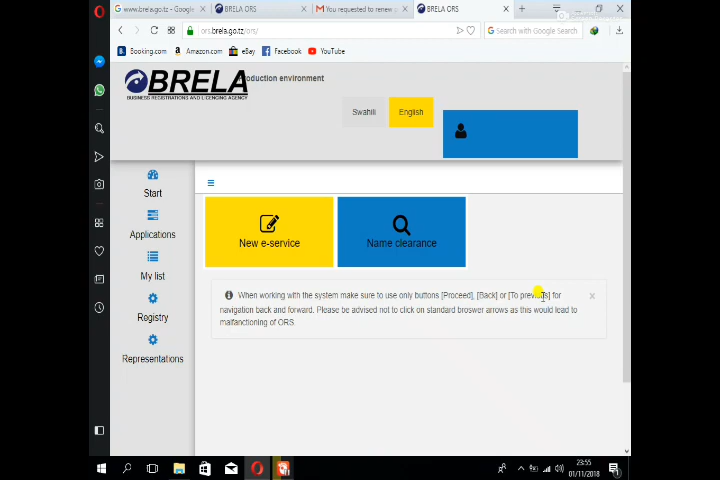 www.brela.go.tz - Google
BRELA ORS
You requested to renew y
BRELA ORS
ors.brela.go.tz/ors/
Search with Google Search
Booking.com
Amazon.com
eBay
Facebook
YouTube
BRELA
BUSINESS REGISTRATIONS AND LICENCING AGENCY
Production environment
Swahili
English
Start
Applications
My list
Registry
Representations
New e-service
Name clearance
When working with the system make sure to use only buttons [Proceed], [Back] or [To previous] for
navigation back and forward. Please be advised not to click on standard broswer arrows as this would lead to
malfanctioning of ORS.
23:55
01/11/2018